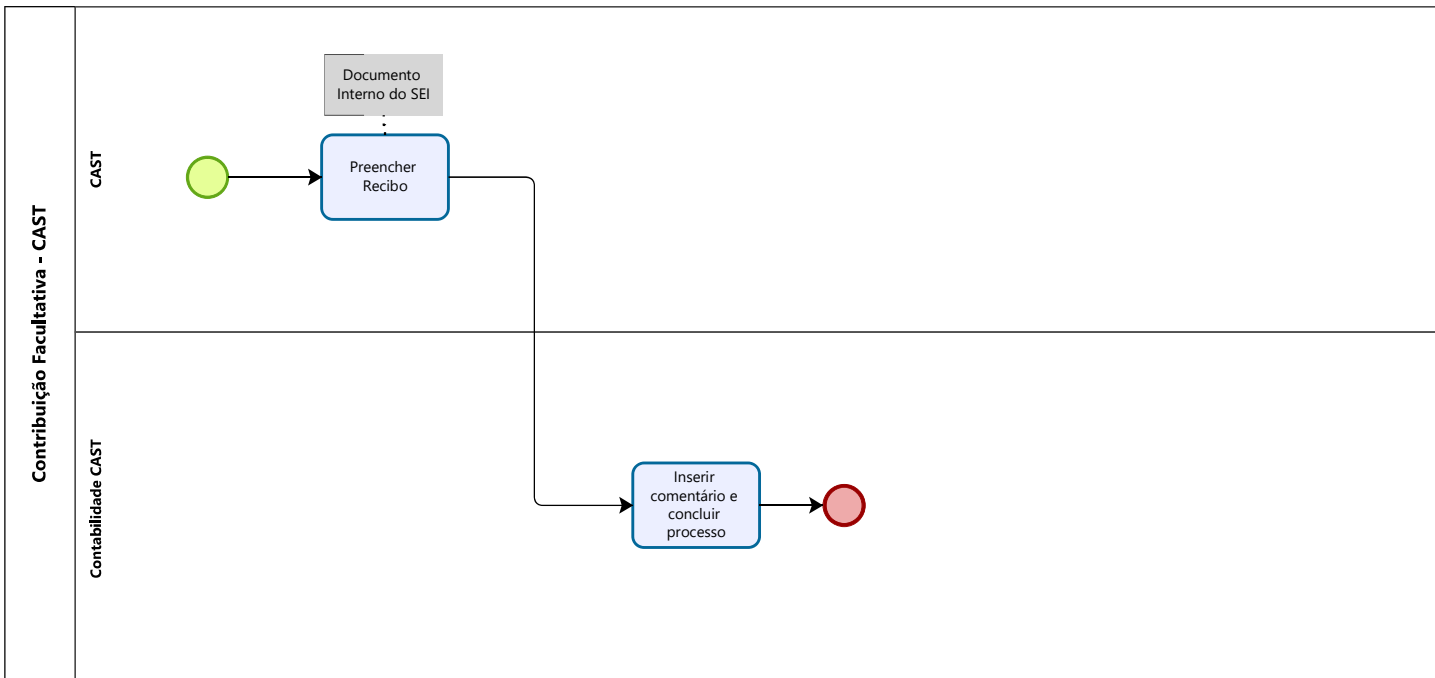 Contribuição Facultativa - CAST
CAST
Documento
Interno do SEI
Preencher
Recibo
Contabilidade CAST
Inserir
comentário e
concluir
processo